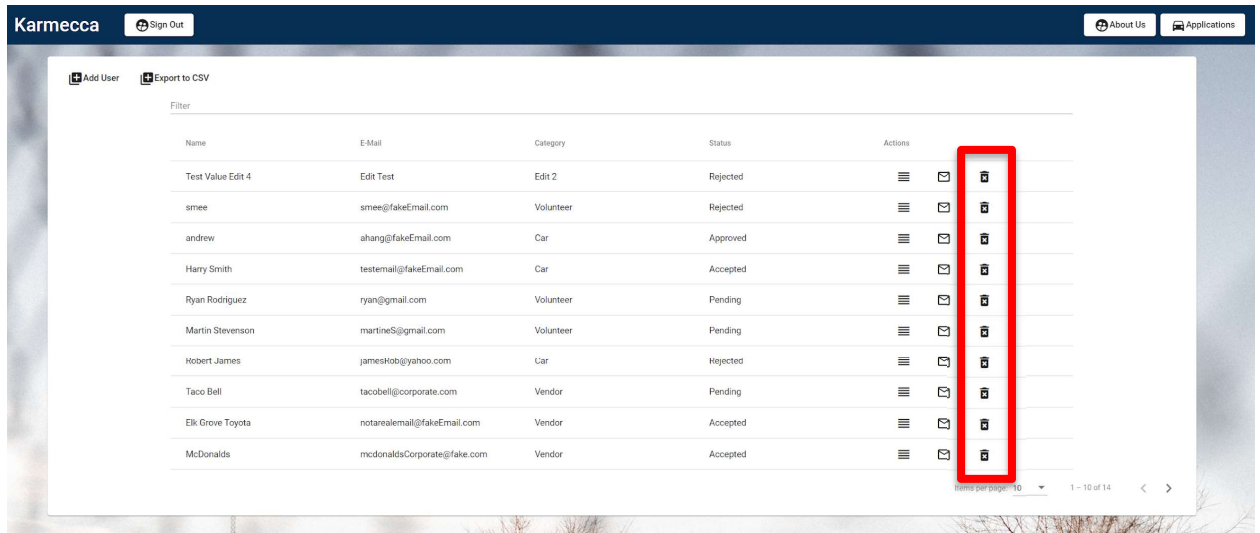 Karmecca Sign Out About Us Applications
Add User Export to CSV
Filter
Name E-Mail Category Status Actions
Test Value Edit 4 Edit Test Edit 2 Rejected
smee smee@fakeEmail.com Volunteer Rejected
andrew ahang@fakeEmail.com Car Approved
Harry Smith testemail@fakeEmail.com Car Accepted
Ryan Rodriguez ryan@gmail.com Volunteer Pending
Martin Stevenson martineS@gmail.com Volunteer Pending
Robert James jamesRob@yahoo.com Car Rejected
Taco Bell tacobell@corporate.com Vendor Pending
Elk Grove Toyota notarealemail@fakeEmail.com Vendor Accepted
McDonalds mcdonaldsCorporate@fake.com Vendor Accepted
Items per page: 10 1 – 10 of 14